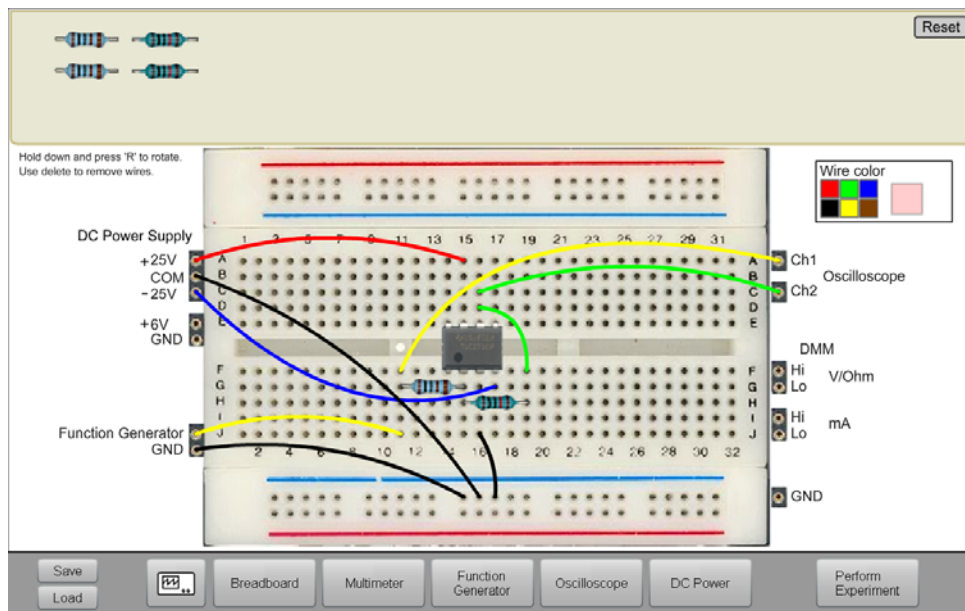 Reset
Hold down and press 'R' to rotate.
Use delete to remove wires.
Wire color
DC Power Supply
+25V
COM
-25V
+6V
GND
Function Generator
GND
1 3 5 7 9 11 13 15 17 19 21 23 25 27 29 31
A A
B B
C C
D D
E E
F F
G G
H H
I I
J J
2 4 6 8 10 12 14 16 18 20 22 24 26 28 30 32
Ch1
Oscilloscope
Ch2
DMM
Hi
V/Ohm
Lo
Hi
mA
Lo
GND
Save
Load
Breadboard
Multimeter
Function
Generator
Oscilloscope
DC Power
Perform
Experiment